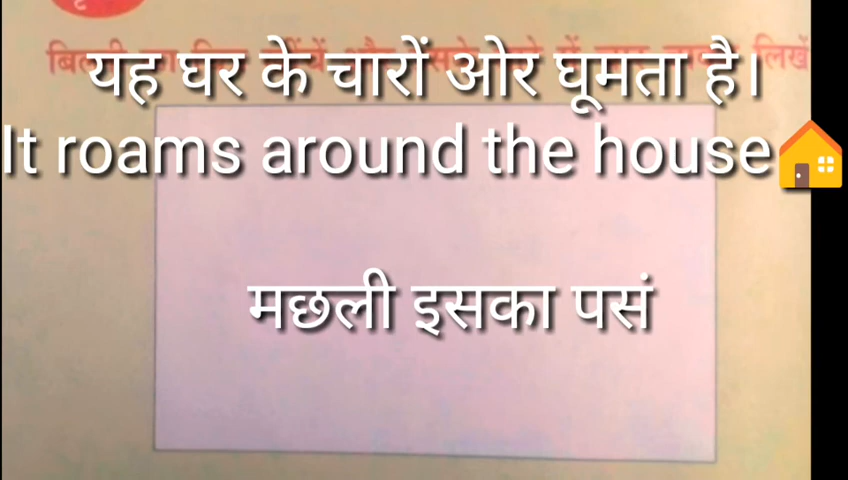 यह घर के चारों ओर घूमता है।
It roams around the house
मछली इसका पसं